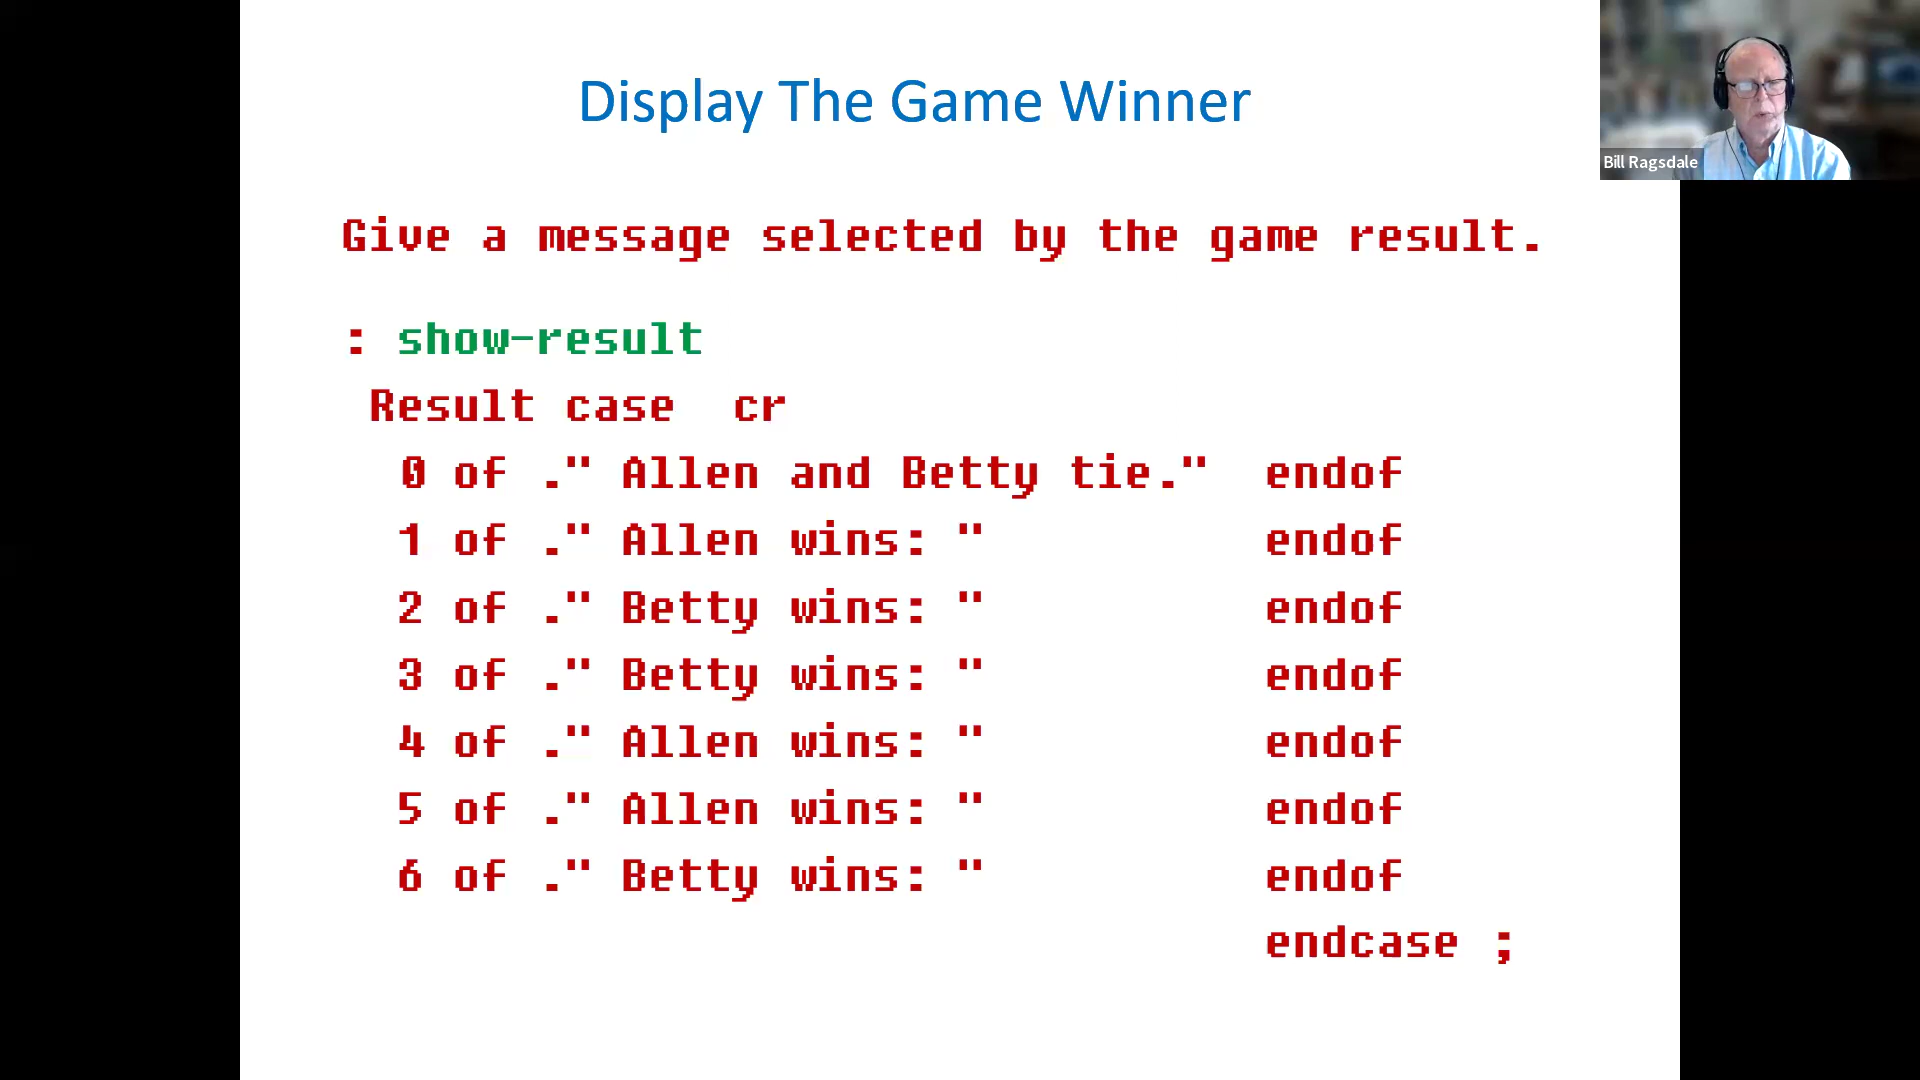 Display The Game Winner
Bill Ragsdale
Give a message selected by the game result.
: show-result
Result case cr
0 of ." Allen and Betty tie." endof
1 of ." Allen wins: " endof
2 of ." Betty wins: " endof
3 of ." Betty wins: " endof
4 of ." Allen wins: " endof
5 of ." Allen wins: " endof
6 of ." Betty wins: " endof
endcase ;